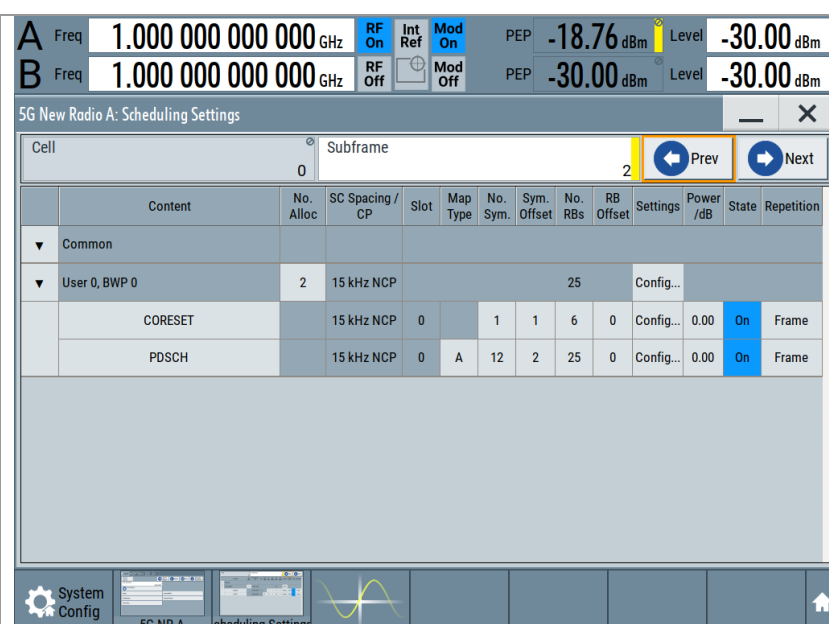 A Freq 1.000 000 000 000 GHz RF On Int Ref Mod On PEP -18.76 dBm Level -30.00 dBm
B Freq 1.000 000 000 000 GHz RF Off Mod Off PEP -30.00 dBm Level -30.00 dBm
5G New Radio A: Scheduling Settings
Cell 0 Subframe 2 Prev Next
Content No. Alloc SC Spacing / CP Slot Map Type No. Sym. Sym. Offset No. RBs RB Offset Settings Power /dB State Repetition
Common
User 0, BWP 0 2 15 kHz NCP 25 Config...
CORESET 15 kHz NCP 0 1 1 6 0 Config... 0.00 On Frame
PDSCH 15 kHz NCP 0 A 12 2 25 0 Config... 0.00 On Frame
System Config